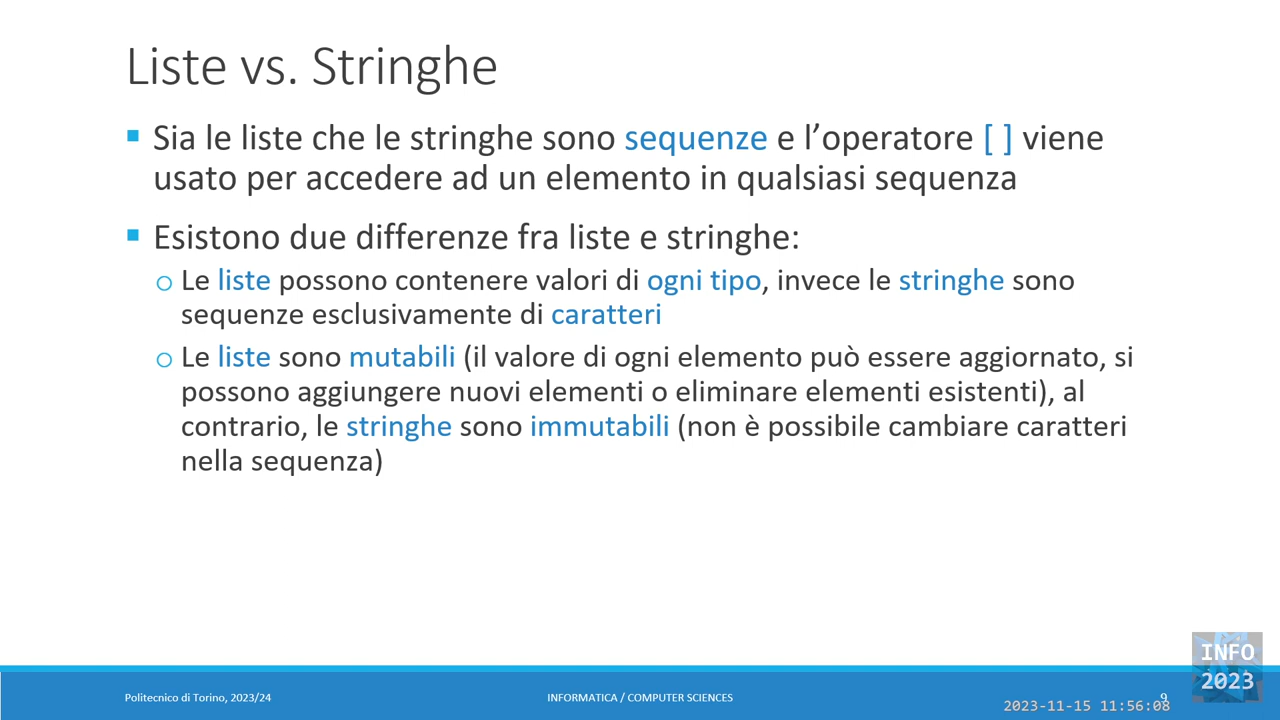 Liste vs. Stringhe
▪ Sia le liste che le stringhe sono sequenze e l’operatore [ ] viene
usato per accedere ad un elemento in qualsiasi sequenza
▪ Esistono due differenze fra liste e stringhe:
o Le liste possono contenere valori di ogni tipo, invece le stringhe sono
sequenze esclusivamente di caratteri
o Le liste sono mutabili (il valore di ogni elemento può essere aggiornato, si
possono aggiungere nuovi elementi o eliminare elementi esistenti), al
contrario, le stringhe sono immutabili (non è possibile cambiare caratteri
nella sequenza)
INFO
2023
Politecnico di Torino, 2023/24
INFORMATICA / COMPUTER SCIENCES
9
2023-11-15 11:56:08